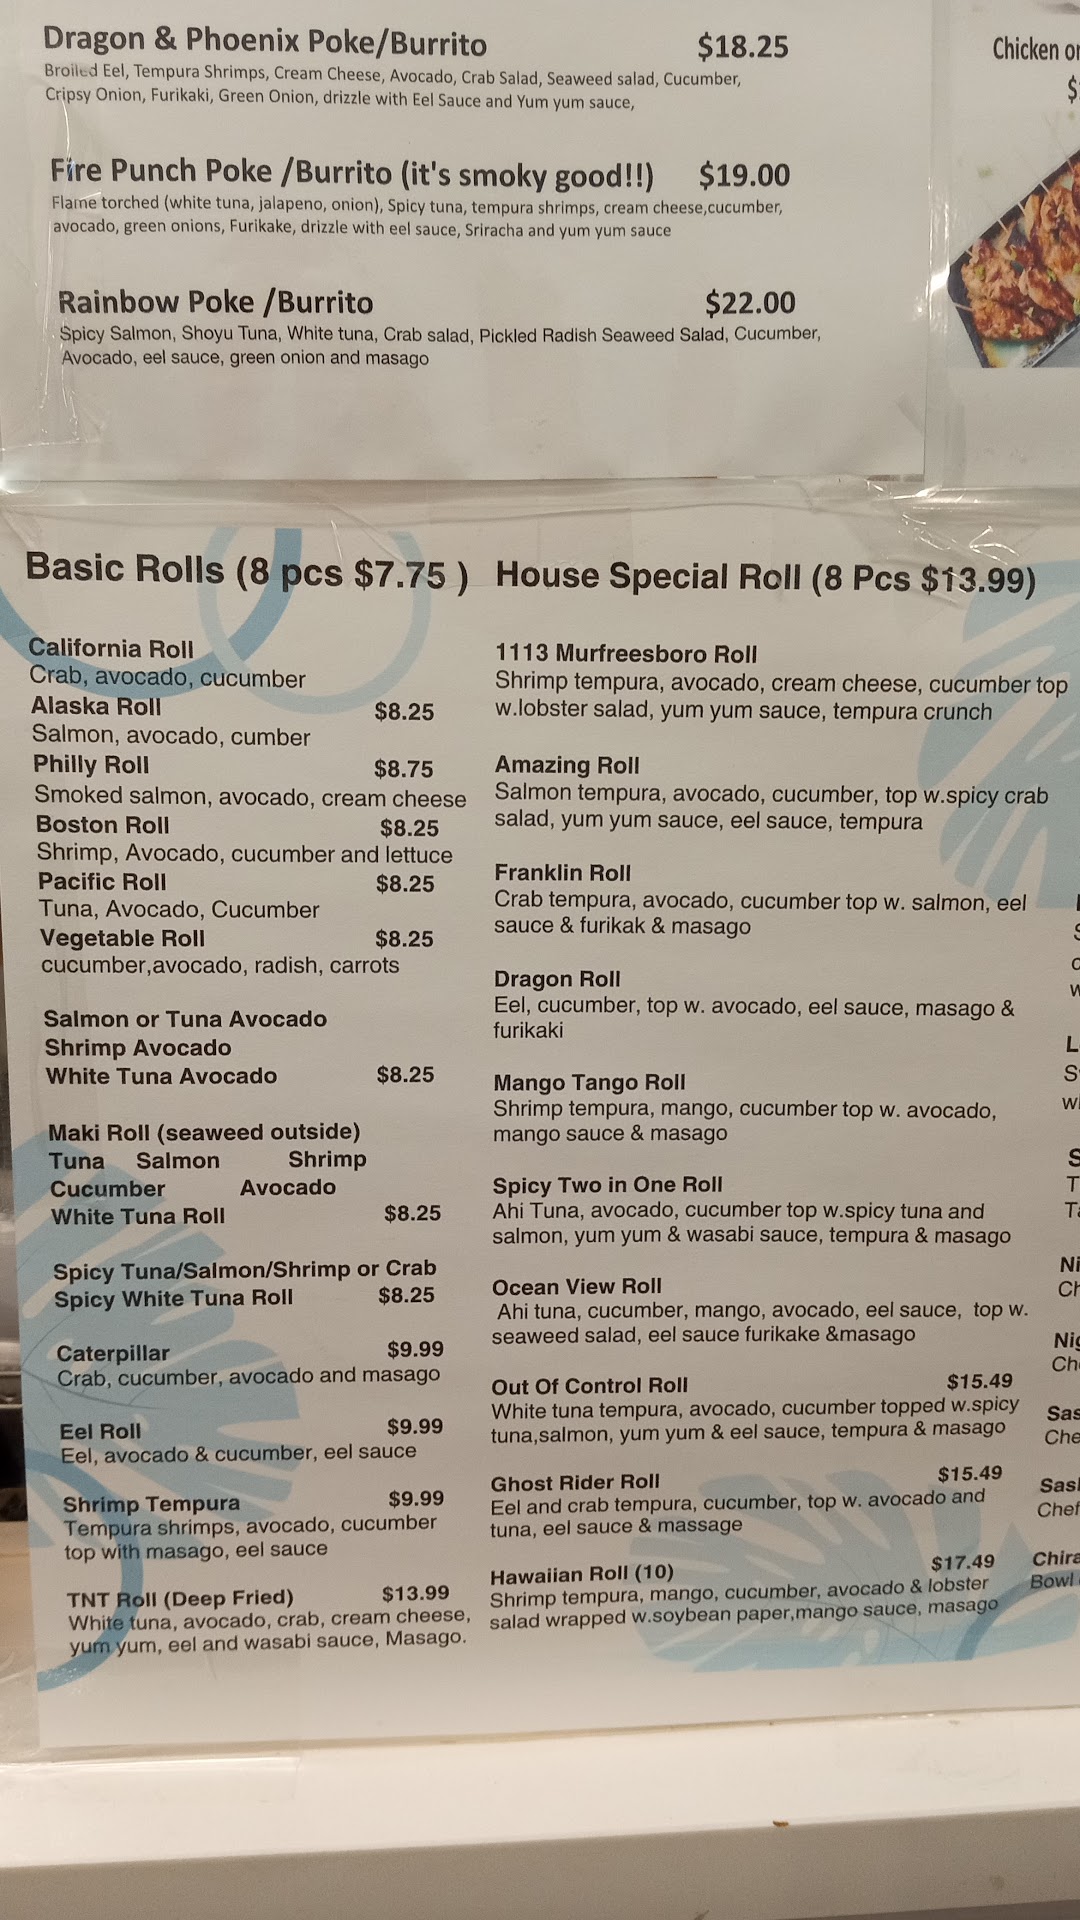 Dragon & Phoenix Poke/Burrito $18.25
Broiled Eel, Tempura Shrimps, Cream Cheese, Avocado, Crab Salad, Seaweed salad, Cucumber,
Cripsy Onion, Furikaki, Green Onion, drizzle with Eel Sauce and Yum yum sauce,
Fire Punch Poke /Burrito (it's smoky good!!) $19.00
Flame torched (white tuna, jalapeno, onion), Spicy tuna, tempura shrimps, cream cheese,cucumber,
avocado, green onions, Furikake, drizzle with eel sauce, Sriracha and yum yum sauce
Rainbow Poke /Burrito $22.00
Spicy Salmon, Shoyu Tuna, White tuna, Crab salad, Pickled Radish Seaweed Salad, Cucumber,
Avocado, eel sauce, green onion and masago
Chicken or
$
Basic Rolls (8 pcs $7.75 )
California Roll
Crab, avocado, cucumber
Alaska Roll $8.25
Salmon, avocado, cumber
Philly Roll $8.75
Smoked salmon, avocado, cream cheese
Boston Roll $8.25
Shrimp, Avocado, cucumber and lettuce
Pacific Roll $8.25
Tuna, Avocado, Cucumber
Vegetable Roll $8.25
cucumber,avocado, radish, carrots
Salmon or Tuna Avocado
Shrimp Avocado
White Tuna Avocado $8.25
Maki Roll (seaweed outside)
Tuna Salmon Shrimp
Cucumber Avocado
White Tuna Roll $8.25
Spicy Tuna/Salmon/Shrimp or Crab
Spicy White Tuna Roll $8.25
Caterpillar $9.99
Crab, cucumber, avocado and masago
Eel Roll $9.99
Eel, avocado & cucumber, eel sauce
Shrimp Tempura $9.99
Tempura shrimps, avocado, cucumber
top with masago, eel sauce
TNT Roll (Deep Fried) $13.99
White tuna, avocado, crab, cream cheese,
yum yum, eel and wasabi sauce, Masago.
House Special Roll (8 Pcs $13.99)
1113 Murfreesboro Roll
Shrimp tempura, avocado, cream cheese, cucumber top
w.lobster salad, yum yum sauce, tempura crunch
Amazing Roll
Salmon tempura, avocado, cucumber, top w.spicy crab
salad, yum yum sauce, eel sauce, tempura
Franklin Roll
Crab tempura, avocado, cucumber top w. salmon, eel
sauce & furikak & masago
Dragon Roll
Eel, cucumber, top w. avocado, eel sauce, masago &
furikaki
Mango Tango Roll
Shrimp tempura, mango, cucumber top w. avocado,
mango sauce & masago
Spicy Two in One Roll
Ahi Tuna, avocado, cucumber top w.spicy tuna and
salmon, yum yum & wasabi sauce, tempura & masago
Ocean View Roll
Ahi tuna, cucumber, mango, avocado, eel sauce, top w.
seaweed salad, eel sauce furikake &masago
Out Of Control Roll $15.49
White tuna tempura, avocado, cucumber topped w.spicy
tuna,salmon, yum yum & eel sauce, tempura & masago
Ghost Rider Roll $15.49
Eel and crab tempura, cucumber, top w. avocado and
tuna, eel sauce & massage
Hawaiian Roll (10) $17.49
Shrimp tempura, mango, cucumber, avocado & lobster
salad wrapped w.soybean paper,mango sauce, masago
Ni
Ch
Nig
Che
Sas
Che
Sas
Chef
Chira
Bowl